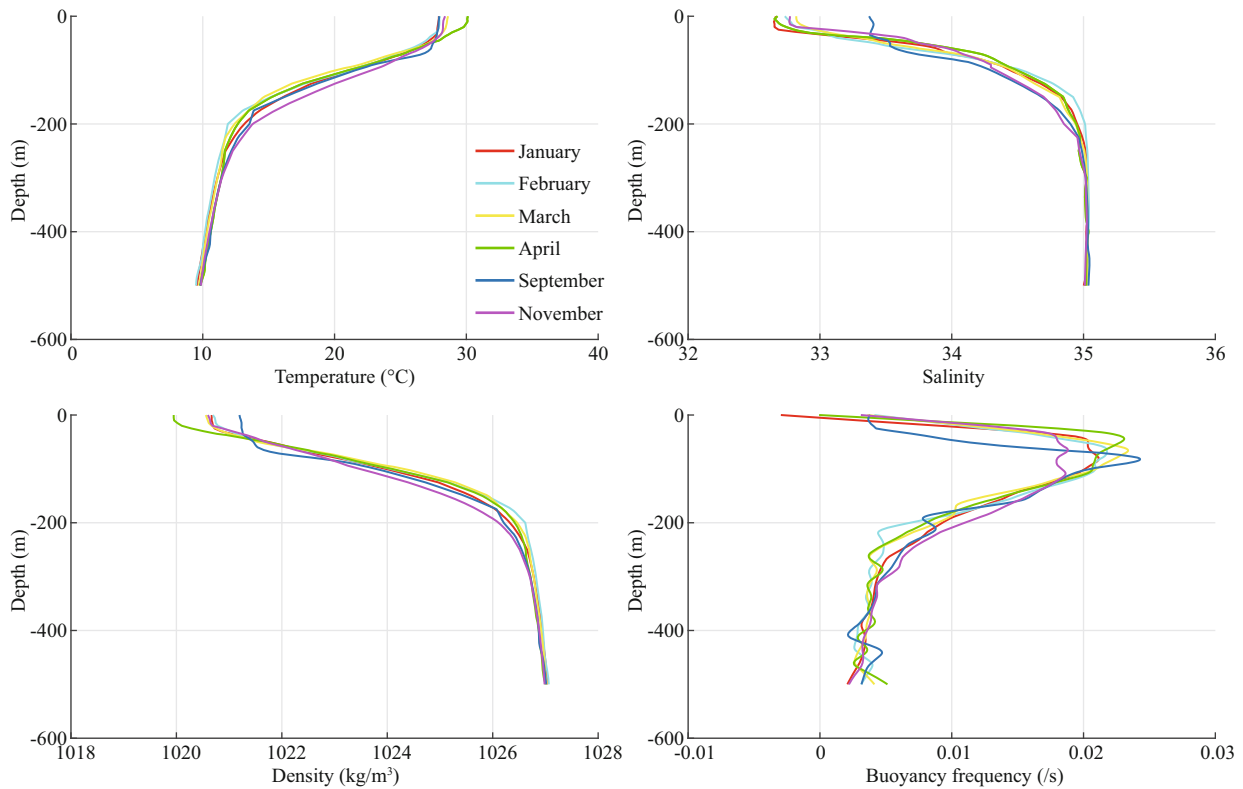 0
-200
-400
-600
Depth (m)
0
10
20
30
40
Temperature (°C)
January
February
March
April
September
November
0
-200
-400
-600
Depth (m)
32
33
34
35
36
Salinity
0
-200
-400
-600
Depth (m)
1018
1020
1022
1024
1026
1028
Density (kg/m³)
0
-200
-400
-600
Depth (m)
-0.01
0
0.01
0.02
0.03
Buoyancy frequency (/s)